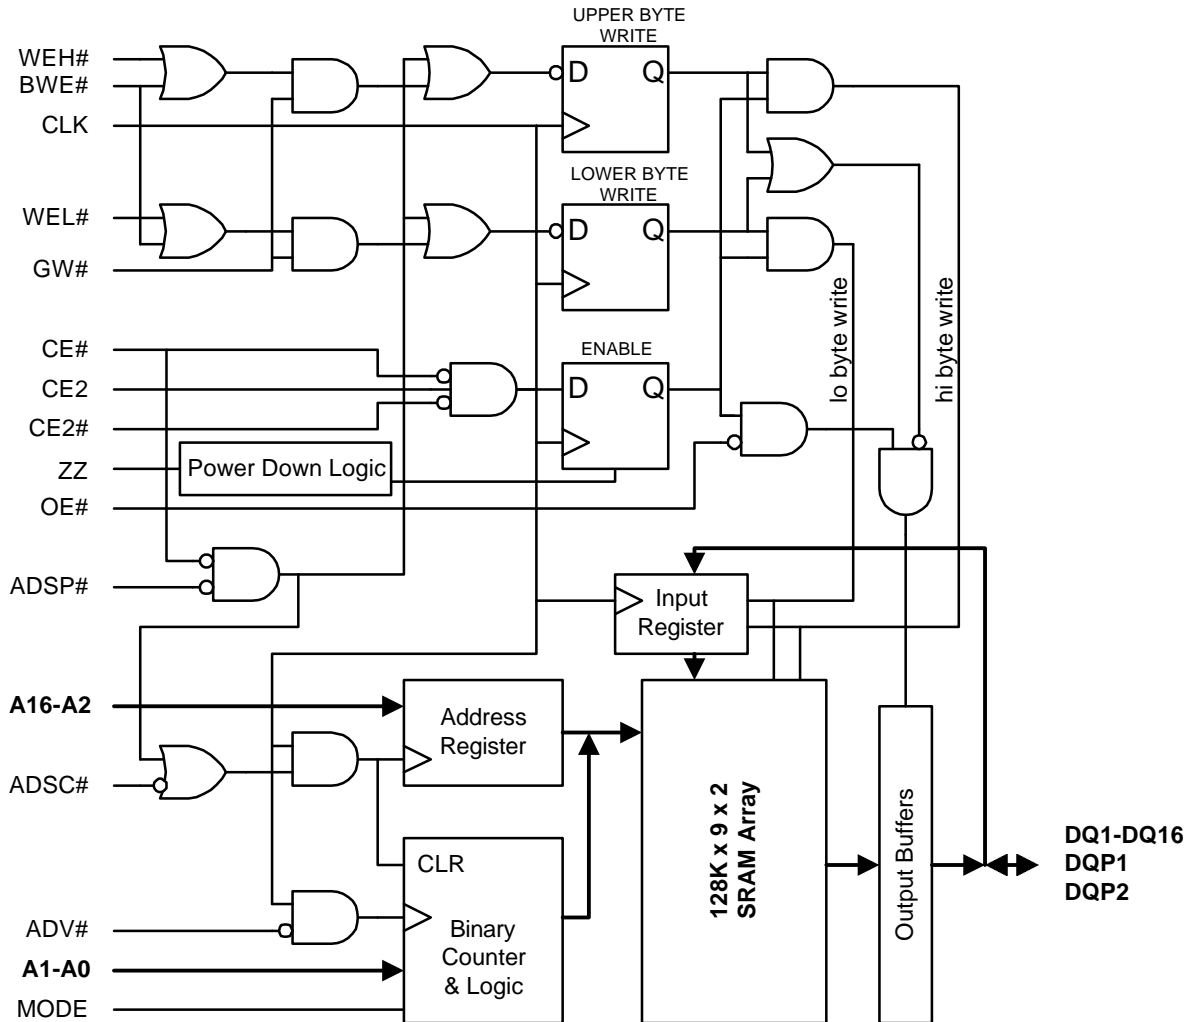 UPPER BYTE
WRITE
WEH#
BWE#
D
Q
CLK
LOWER BYTE
WRITE
WEL#
D
Q
GW#
CE#
ENABLE
CE2
D
Q
CE2#
ZZ
Power Down Logic
OE#
lo byte write
hi byte write
ADSP#
Input
Register
A16-A2
Address
Register
ADSC#
128K x 9 x 2
SRAM Array
Output Buffers
DQ1-DQ16
DQP1
DQP2
CLR
ADV#
Binary
Counter
& Logic
A1-A0
MODE